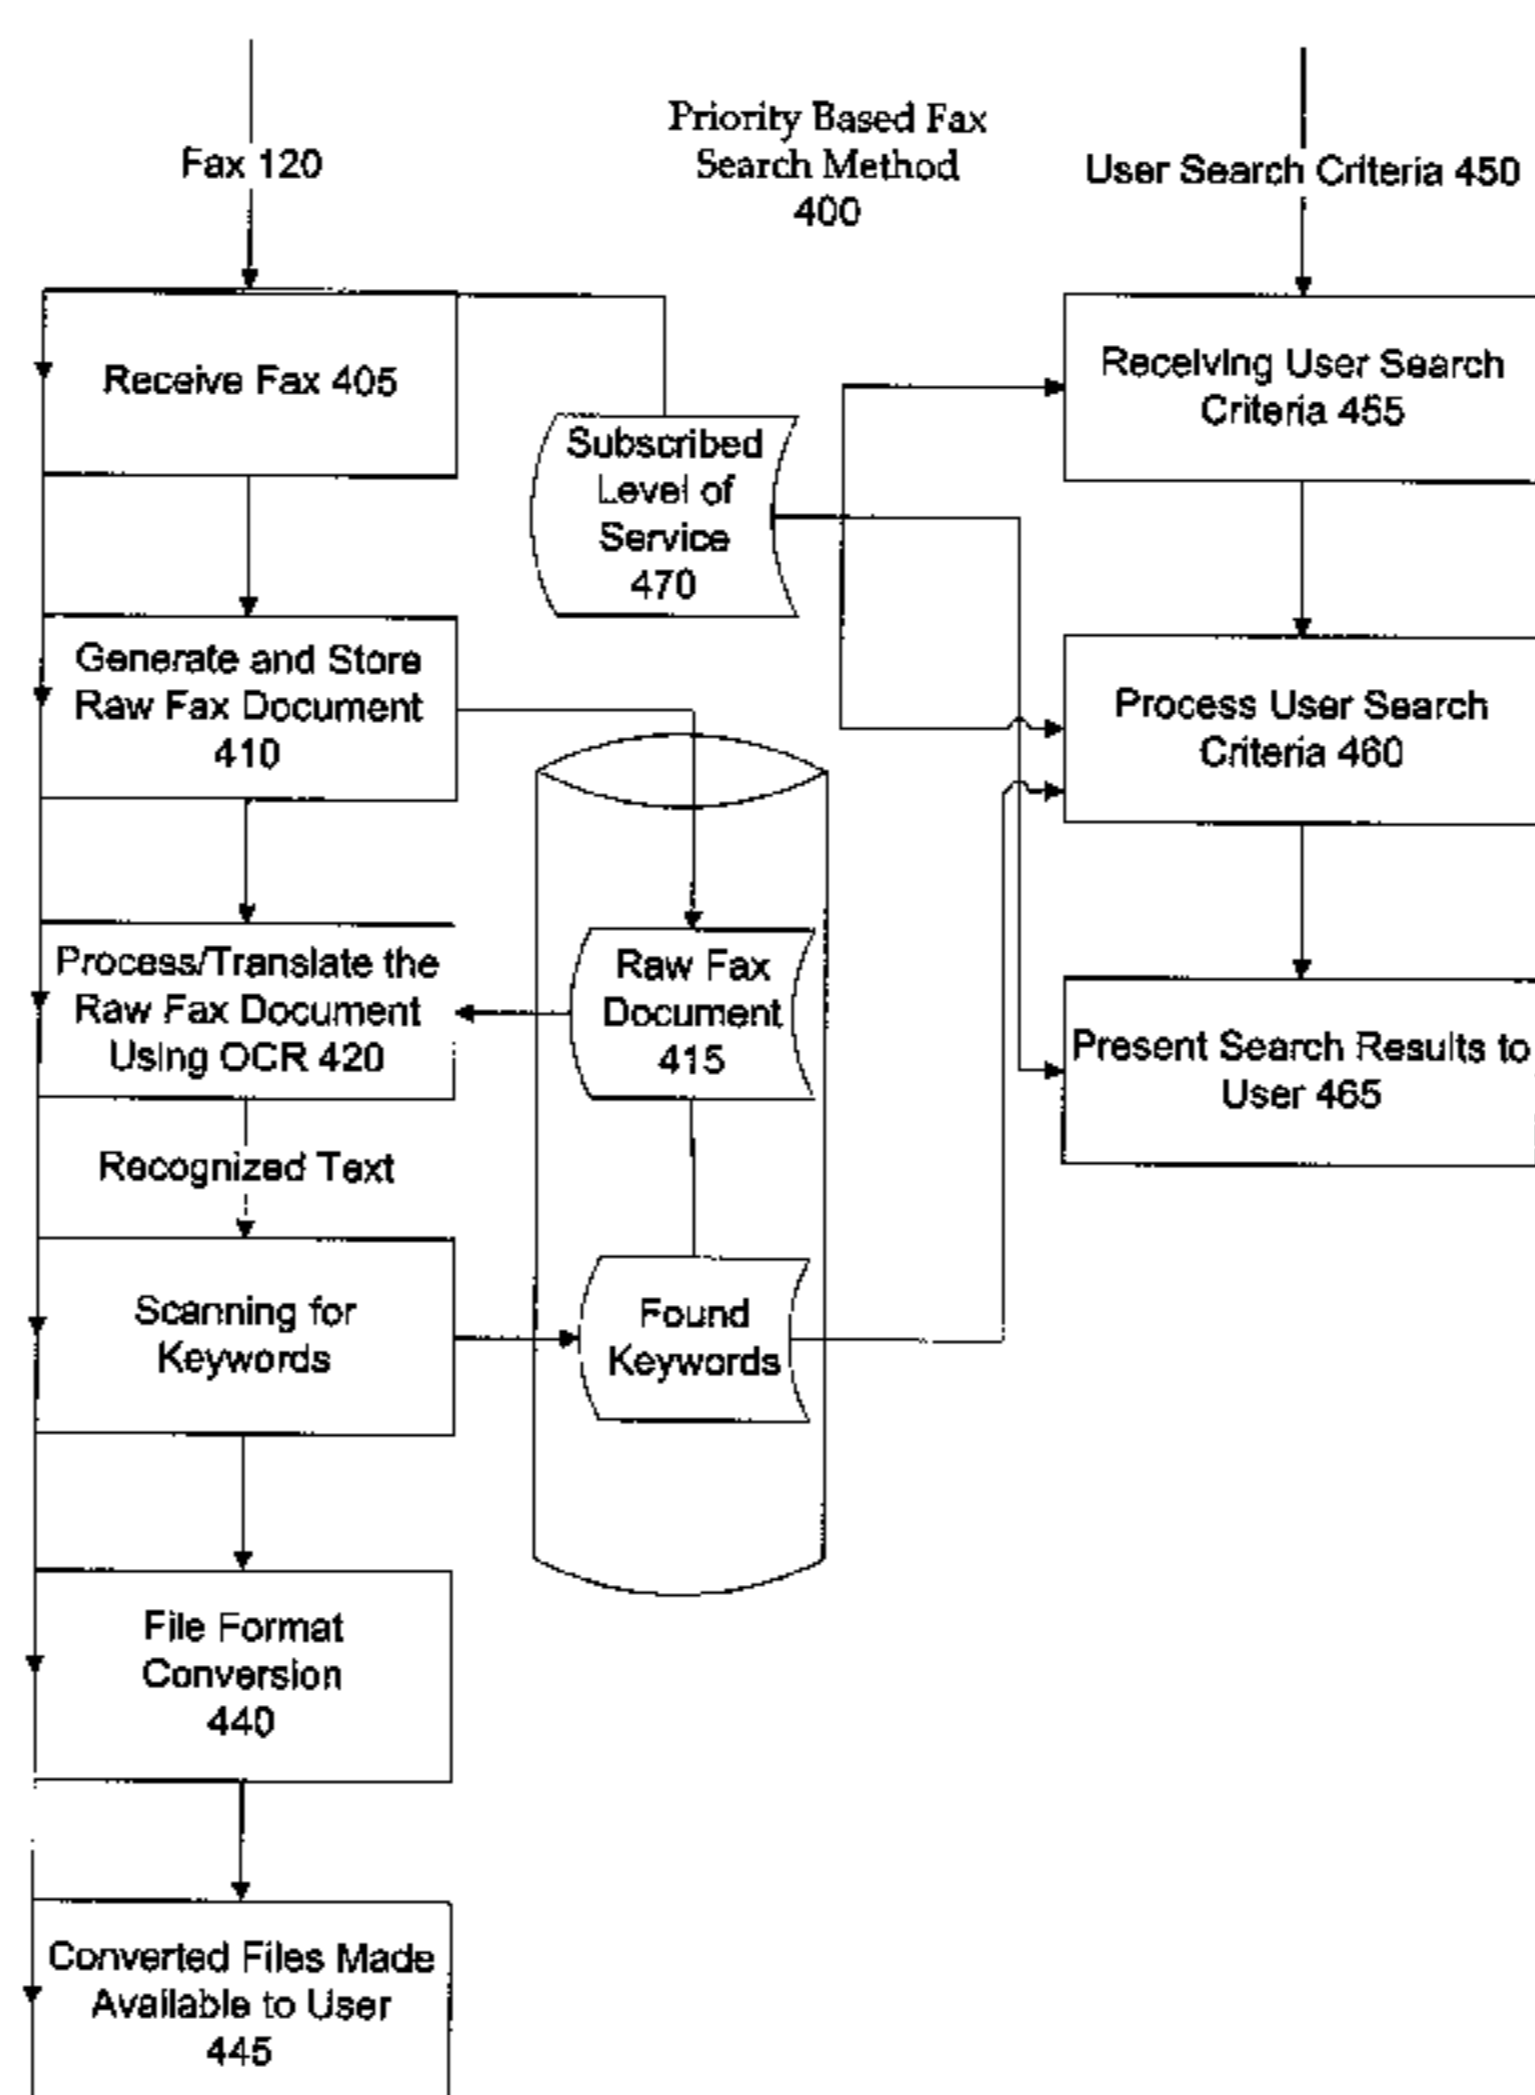 Priority Based Fax
Search Method
400
Fax 120
User Search Criteria 450
Receive Fax 405
Subscribed
Level of
Service
470
Receiving User Search
Criteria 455
Generate and Store
Raw Fax Document
410
Process User Search
Criteria 460
Process/Translate the
Raw Fax Document
Using OCR 420
Raw Fax
Document
415
Present Search Results to
User 465
Recognized Text
Scanning for
Keywords
Found
Keywords
File Format
Conversion
440
Converted Files Made
Available to User
445